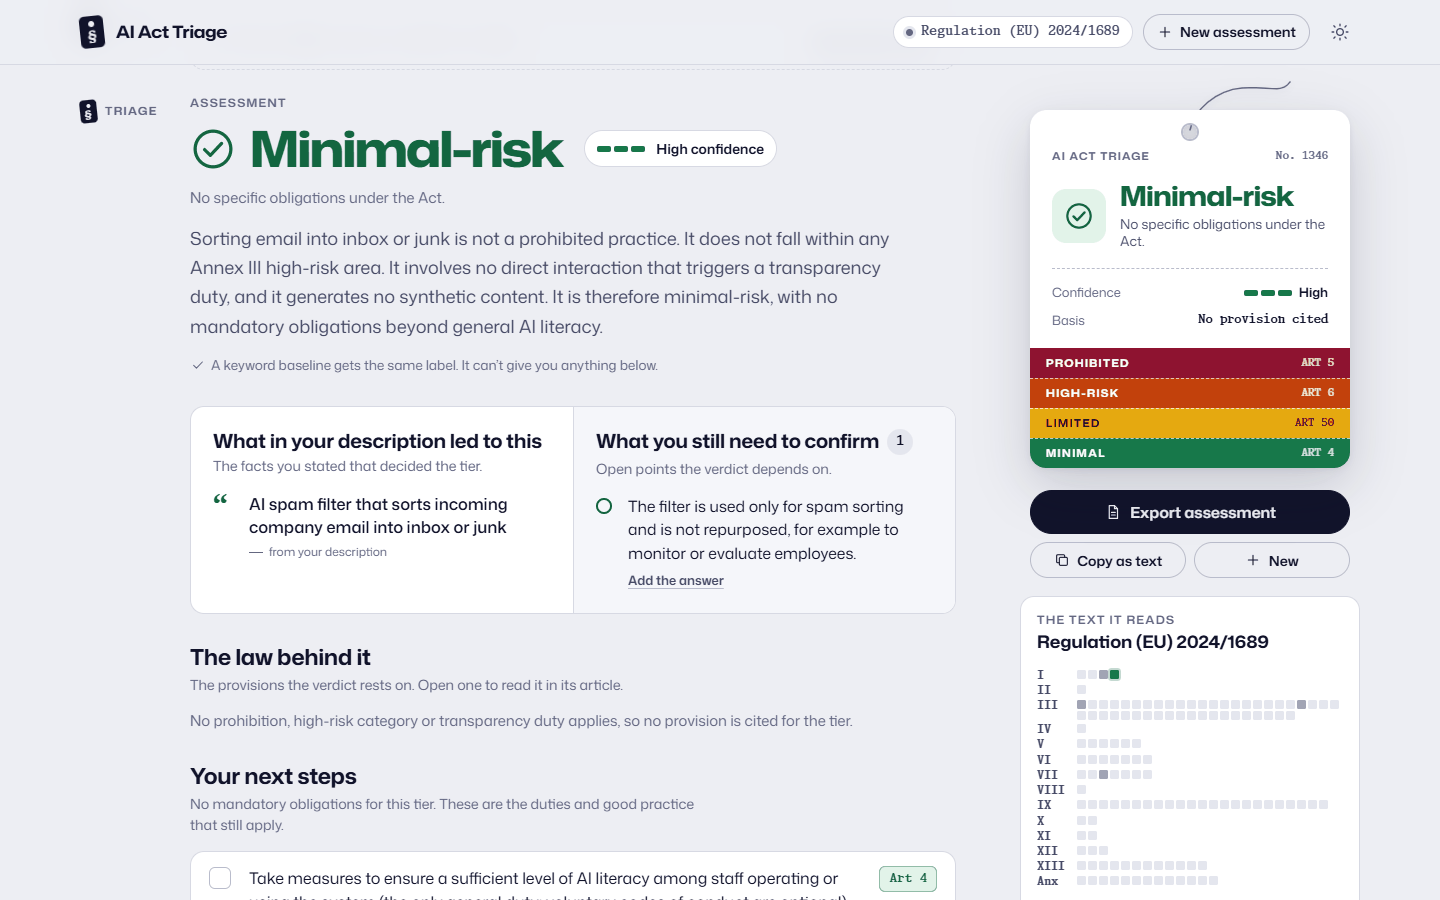 AI Act Triage
Regulation (EU) 2024/1689
New assessment
§ TRIAGE
ASSESSMENT
Minimal-risk
High confidence
No specific obligations under the Act.
Sorting email into inbox or junk is not a prohibited practice. It does not fall within any
Annex III high-risk area. It involves no direct interaction that triggers a transparency
duty, and it generates no synthetic content. It is therefore minimal-risk, with no
mandatory obligations beyond general AI literacy.
A keyword baseline gets the same label. It can’t give you anything below.
What in your description led to this
The facts you stated that decided the tier.
“ AI spam filter that sorts incoming
company email into inbox or junk
— from your description
What you still need to confirm 1
Open points the verdict depends on.
The filter is used only for spam sorting
and is not repurposed, for example to
monitor or evaluate employees.
Add the answer
The law behind it
The provisions the verdict rests on. Open one to read it in its article.
No prohibition, high-risk category or transparency duty applies, so no provision is cited for the tier.
Your next steps
No mandatory obligations for this tier. These are the duties and good practice
that still apply.
Take measures to ensure a sufficient level of AI literacy among staff operating or
Art 4
using the system (the only general duty; voluntary codes of conduct are optional)
AI ACT TRIAGE
No. 1346
Minimal-risk
No specific obligations under the
Act.
Confidence High
Basis No provision cited
PROHIBITED ART 5
HIGH-RISK ART 6
LIMITED ART 50
MINIMAL ART 4
Export assessment
Copy as text
New
THE TEXT IT READS
Regulation (EU) 2024/1689
I
II
III
IV
V
VI
VII
VIII
IX
X
XI
XII
XIII
Anx